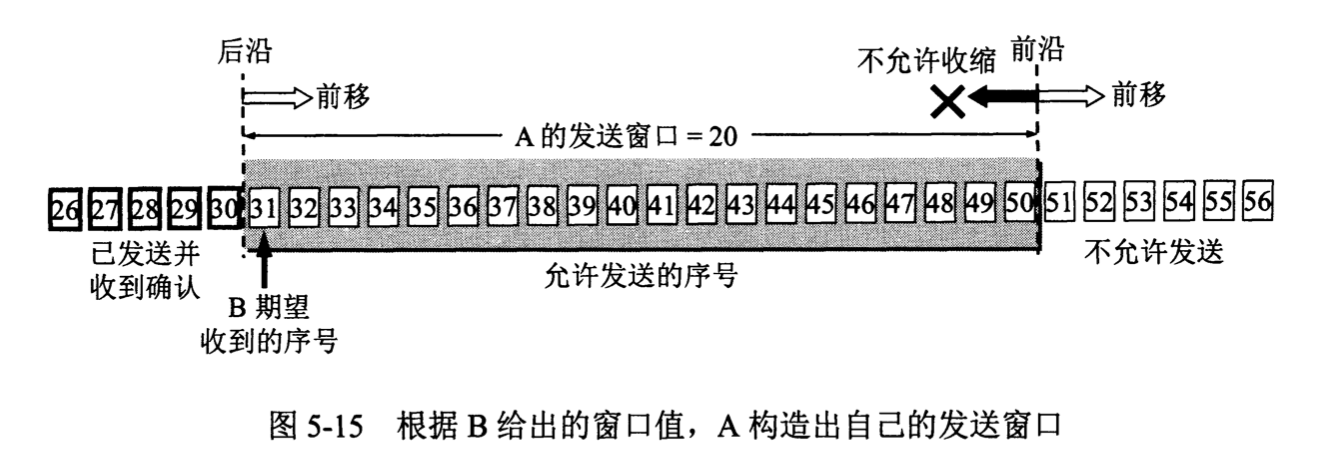 后沿
不允许收缩 前沿
前移 前移
A 的发送窗口 = 20
26 27 28 29 30 31 32 33 34 35 36 37 38 39 40 41 42 43 44 45 46 47 48 49 50 51 52 53 54 55 56
已发送并
收到确认
允许发送的序号
不允许发送
B 期望
收到的序号
图 5-15 根据 B 给出的窗口值，A 构造出自己的发送窗口